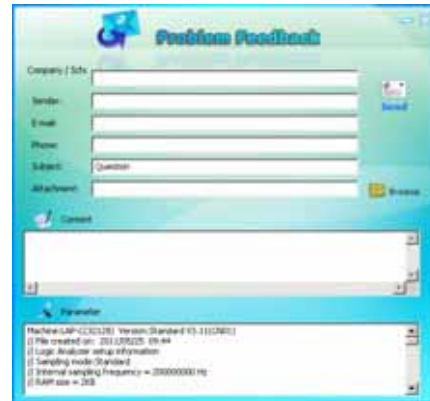 Problem Feedback
Company / Sch:
Send
Sender:
E-mail:
Phone:
Subject: Question
Attachment: Browse
Content
Parameter
Machine:LAP-C(32128) Version:Standard V3.11(CN01)
// File created on: 2011/05/25 09:44
// Logic Analyzer setup information
// Sampling mode:Standard
// Internal sampling frequency = 200000000 Hz
// RAM size = 2KB